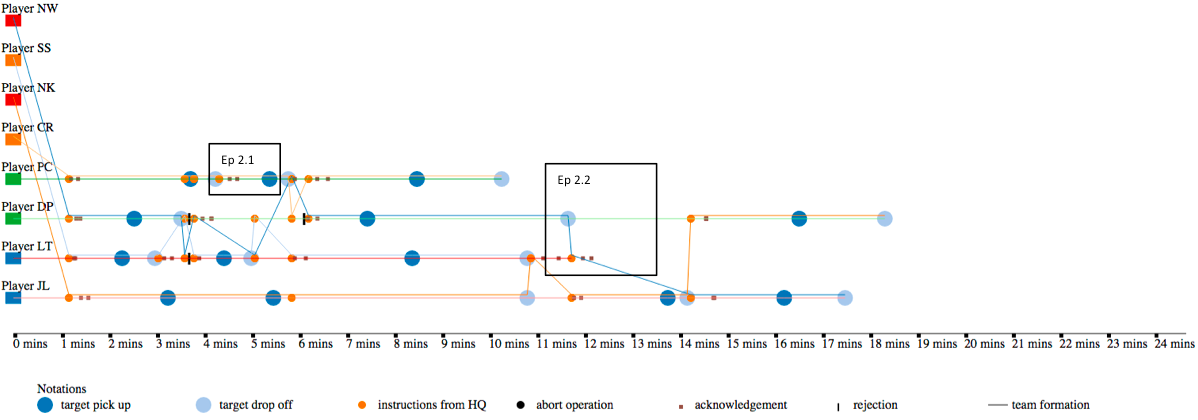 Player NW
Player SS
Player NK
Player CR
Player PC
Player DP
Player LT
Player JL
Ep 2.1
Ep 2.2
0 mins 1 mins 2 mins 3 mins 4 mins 5 mins 6 mins 7 mins 8 mins 9 mins 10 mins 11 mins 12 mins 13 mins 14 mins 15 mins 16 mins 17 mins 18 mins 19 mins 20 mins 21 mins 22 mins 23 mins 24 mins
Notations
target pick up target drop off instructions from HQ abort operation acknowledgement rejection team formation